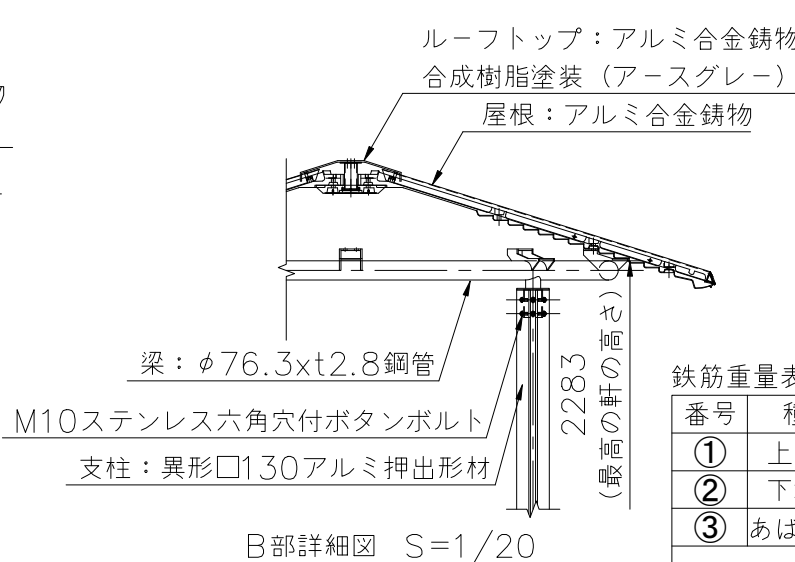 ルーフトップ：アルミ合金鋳物
合成樹脂塗装（アースグレー）
屋根：アルミ合金鋳物
梁：φ76.3xt2.8鋼管
M10ステンレス六角穴付ボタンボルト
支柱：異形□130アルミ押出形材
2283
（最高の軒の高さ）
B部詳細図 S=1/20
鉄筋重量表
番号
① 上
② 下
③ あば